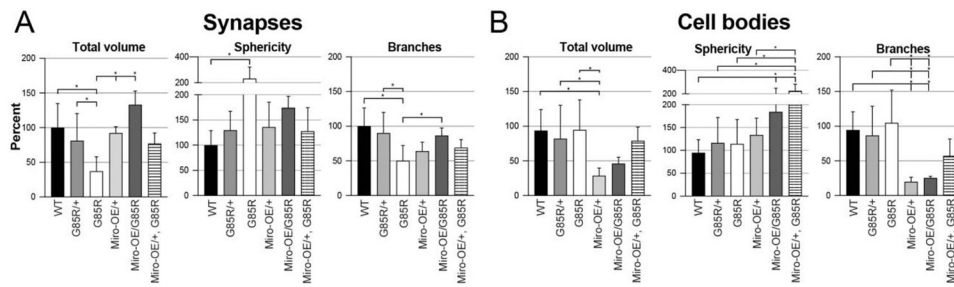 A Synapses
Total volume
Sphericity
Branches
Percent
200
150
100
50
0
400
200
150
100
50
0
200
150
100
50
0
WT
G85R/+
G85R
Miro-OE/+
Miro-OE/G85R
Miro-OE/+, G85R
WT
G85R/+
G85R
Miro-OE/+
Miro-OE/G85R
Miro-OE/+, G85R
WT
G85R/+
G85R
Miro-OE/+
Miro-OE/G85R
Miro-OE/+, G85R
B Cell bodies
Total volume
Sphericity
Branches
200
150
100
50
0
400
200
200
150
100
50
0
200
150
100
50
0
WT
G85R/+
G85R
Miro-OE/+
Miro-OE/G85R
Miro-OE/+, G85R
WT
G85R/+
G85R
Miro-OE/+
Miro-OE/G85R
Miro-OE/+, G85R
WT
G85R/+
G85R
Miro-OE/+
Miro-OE/G85R
Miro-OE/+, G85R